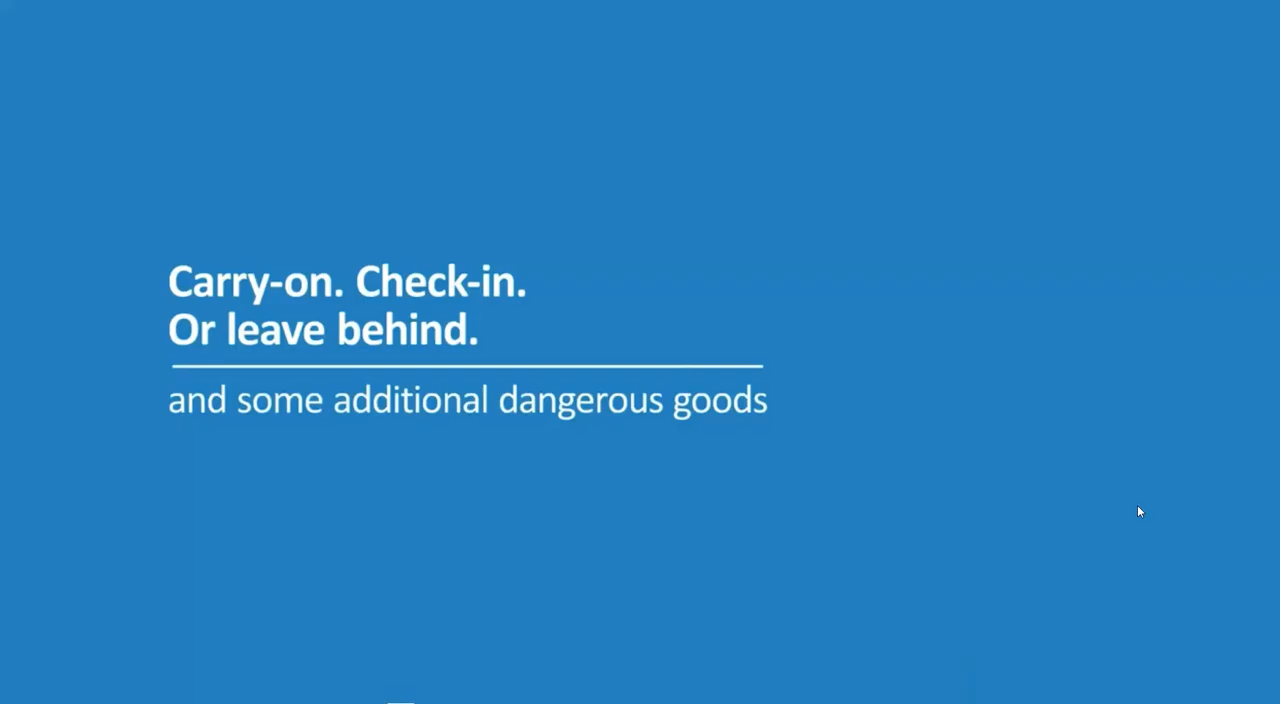 Carry-on. Check-in.
Or leave behind.
and some additional dangerous goods